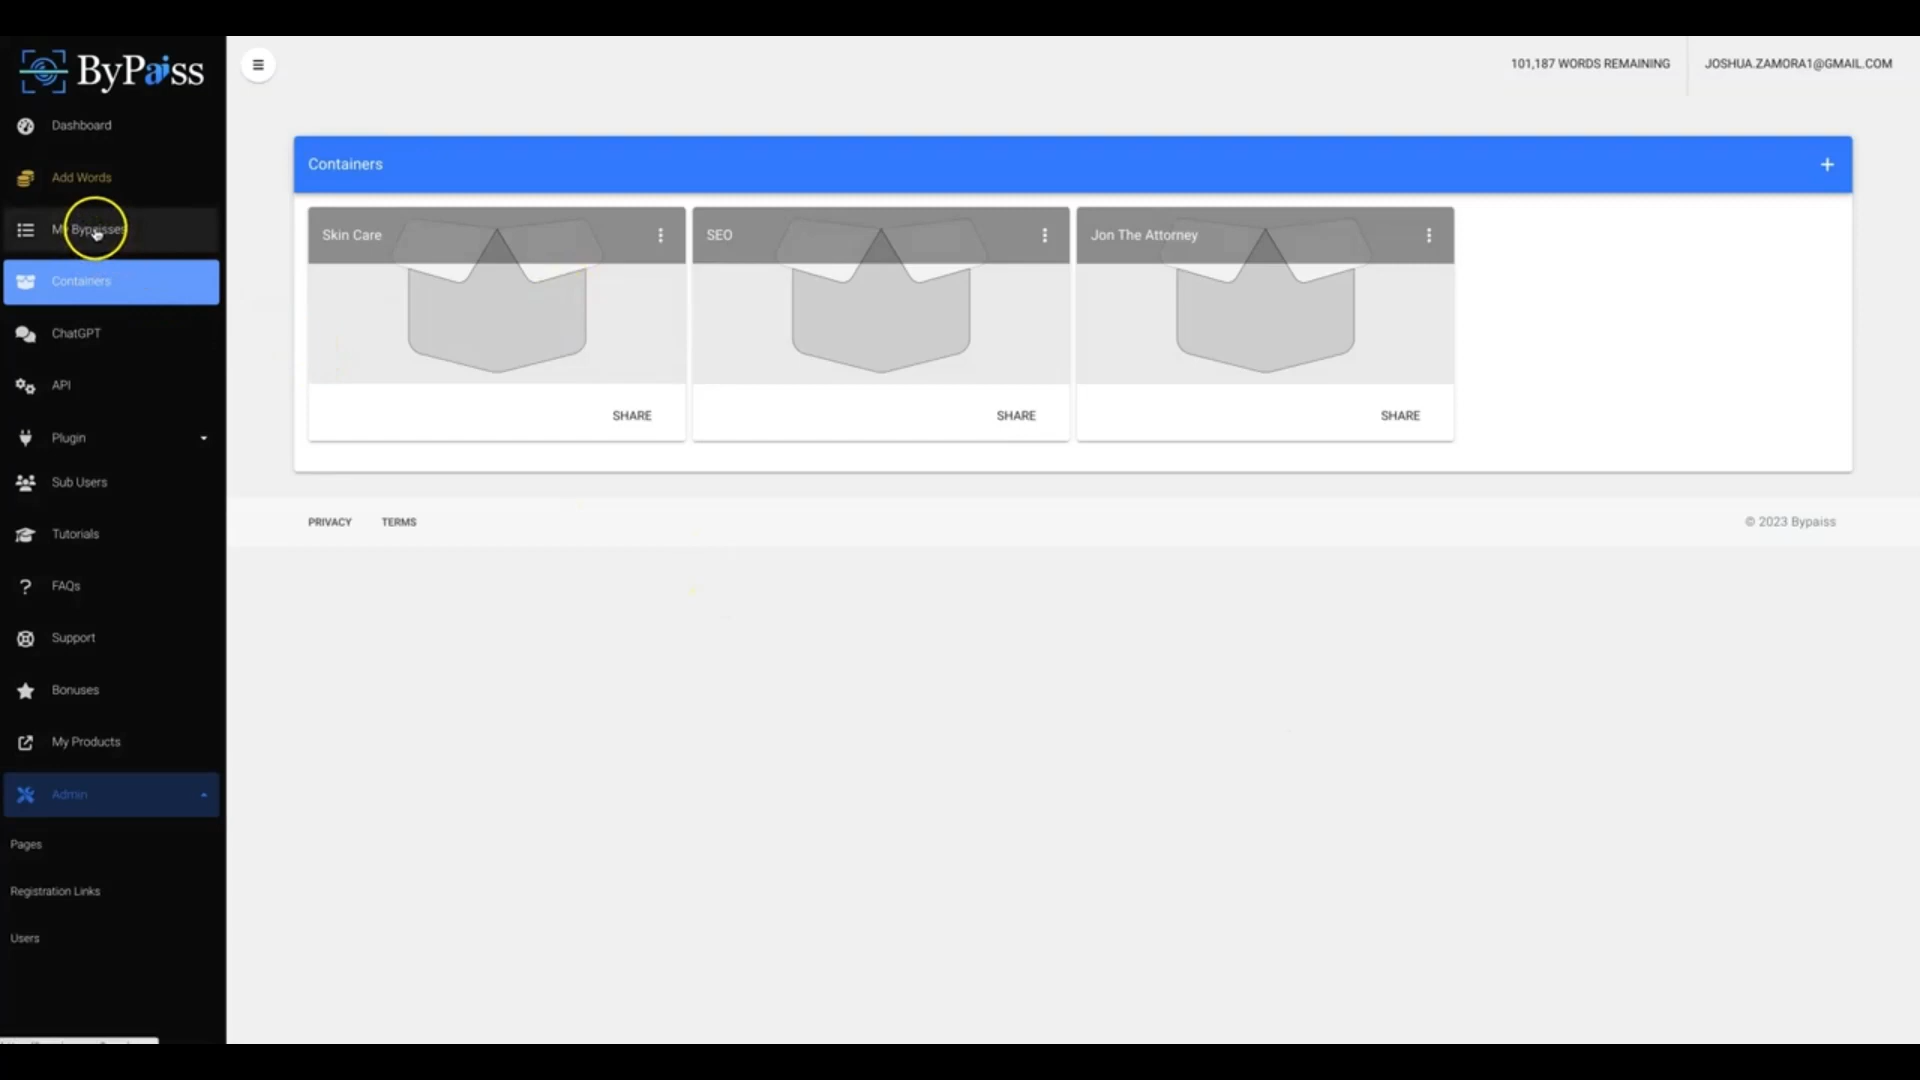 ByPaiss
101,187 WORDS REMAINING
JOSHUA.ZAMORA1@GMAIL.COM
Dashboard
Add Words
My Bypaisses
Containers
ChatGPT
API
Plugin
Sub Users
Tutorials
FAQs
Support
Bonuses
My Products
Admin
Pages
Registration Links
Users
Containers
+
Skin Care
SEO
Jon The Attorney
SHARE
SHARE
SHARE
PRIVACY
TERMS
© 2023 Bypaiss